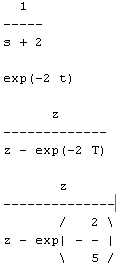 1
-----
s + 2

exp(-2 t)

      z
-------------
z - exp(-2 T)

       z
--------------
       /   2 \
z - exp| - - |
       \   5 /